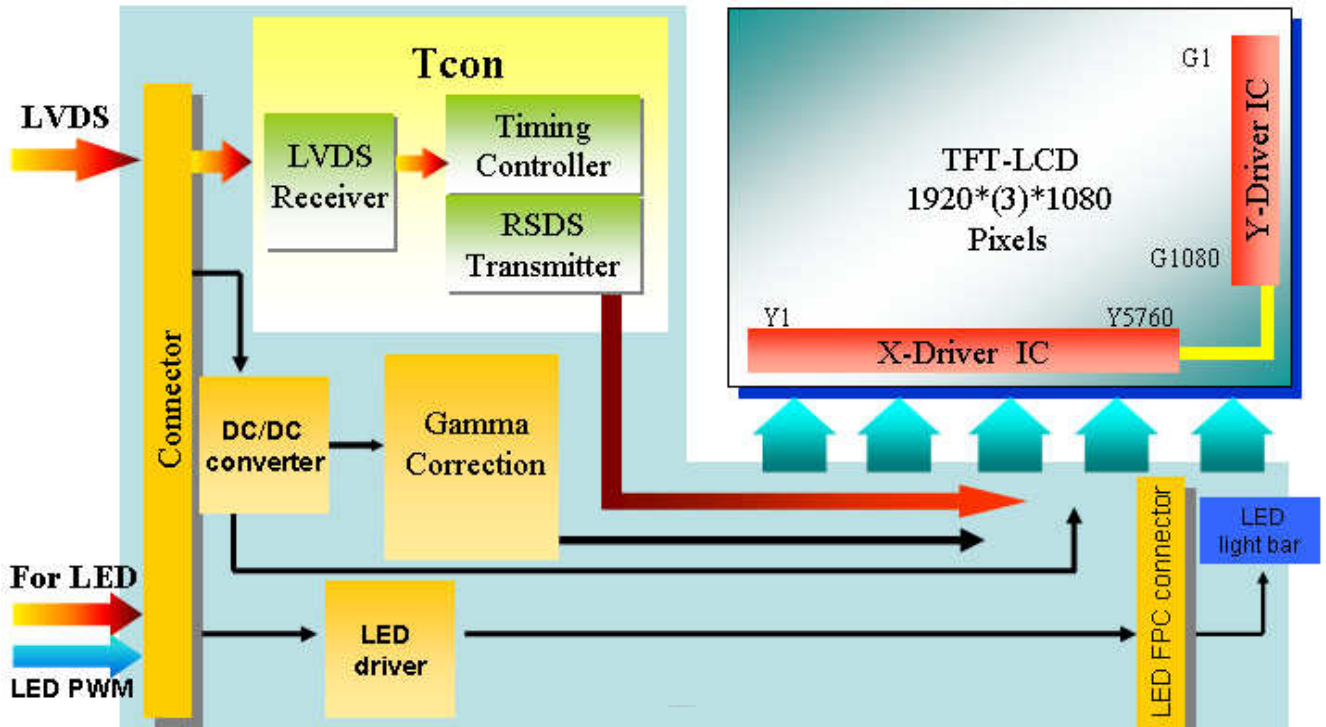 Tcon
LVDS
LVDS
Receiver
Timing
Controller
RSDS
Transmitter
Connector
DC/DC
converter
Gamma
Correction
For LED
LED PWM
LED
driver
TFT-LCD
1920*(3)*1080
Pixels
G1
G1080
Y-Driver IC
Y1
Y5760
X-Driver IC
LED FPC connector
LED
light bar